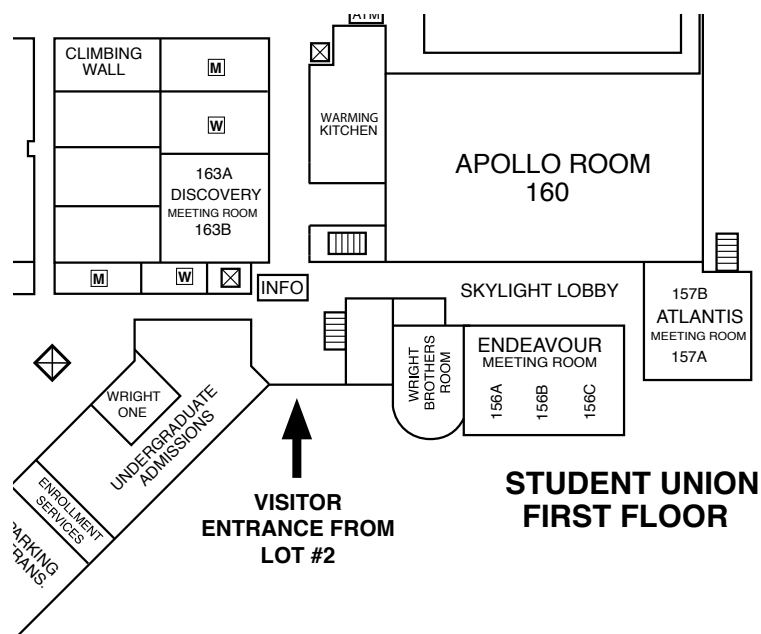 ATM
CLIMBING
WALL
M
W
WARMING
KITCHEN
APOLLO ROOM
160
163A
DISCOVERY
MEETING ROOM
163B
M
W
INFO
SKYLIGHT LOBBY
157B
ATLANTIS
MEETING ROOM
157A
WRIGHT
BROTHERS
ROOM
ENDEAVOUR
MEETING ROOM
156A
156B
156C
WRIGHT
ONE
UNDERGRADUATE
ADMISSIONS
ENROLLMENT
SERVICES
PARKING
TRANS.
VISITOR
ENTRANCE FROM
LOT #2
STUDENT UNION
FIRST FLOOR